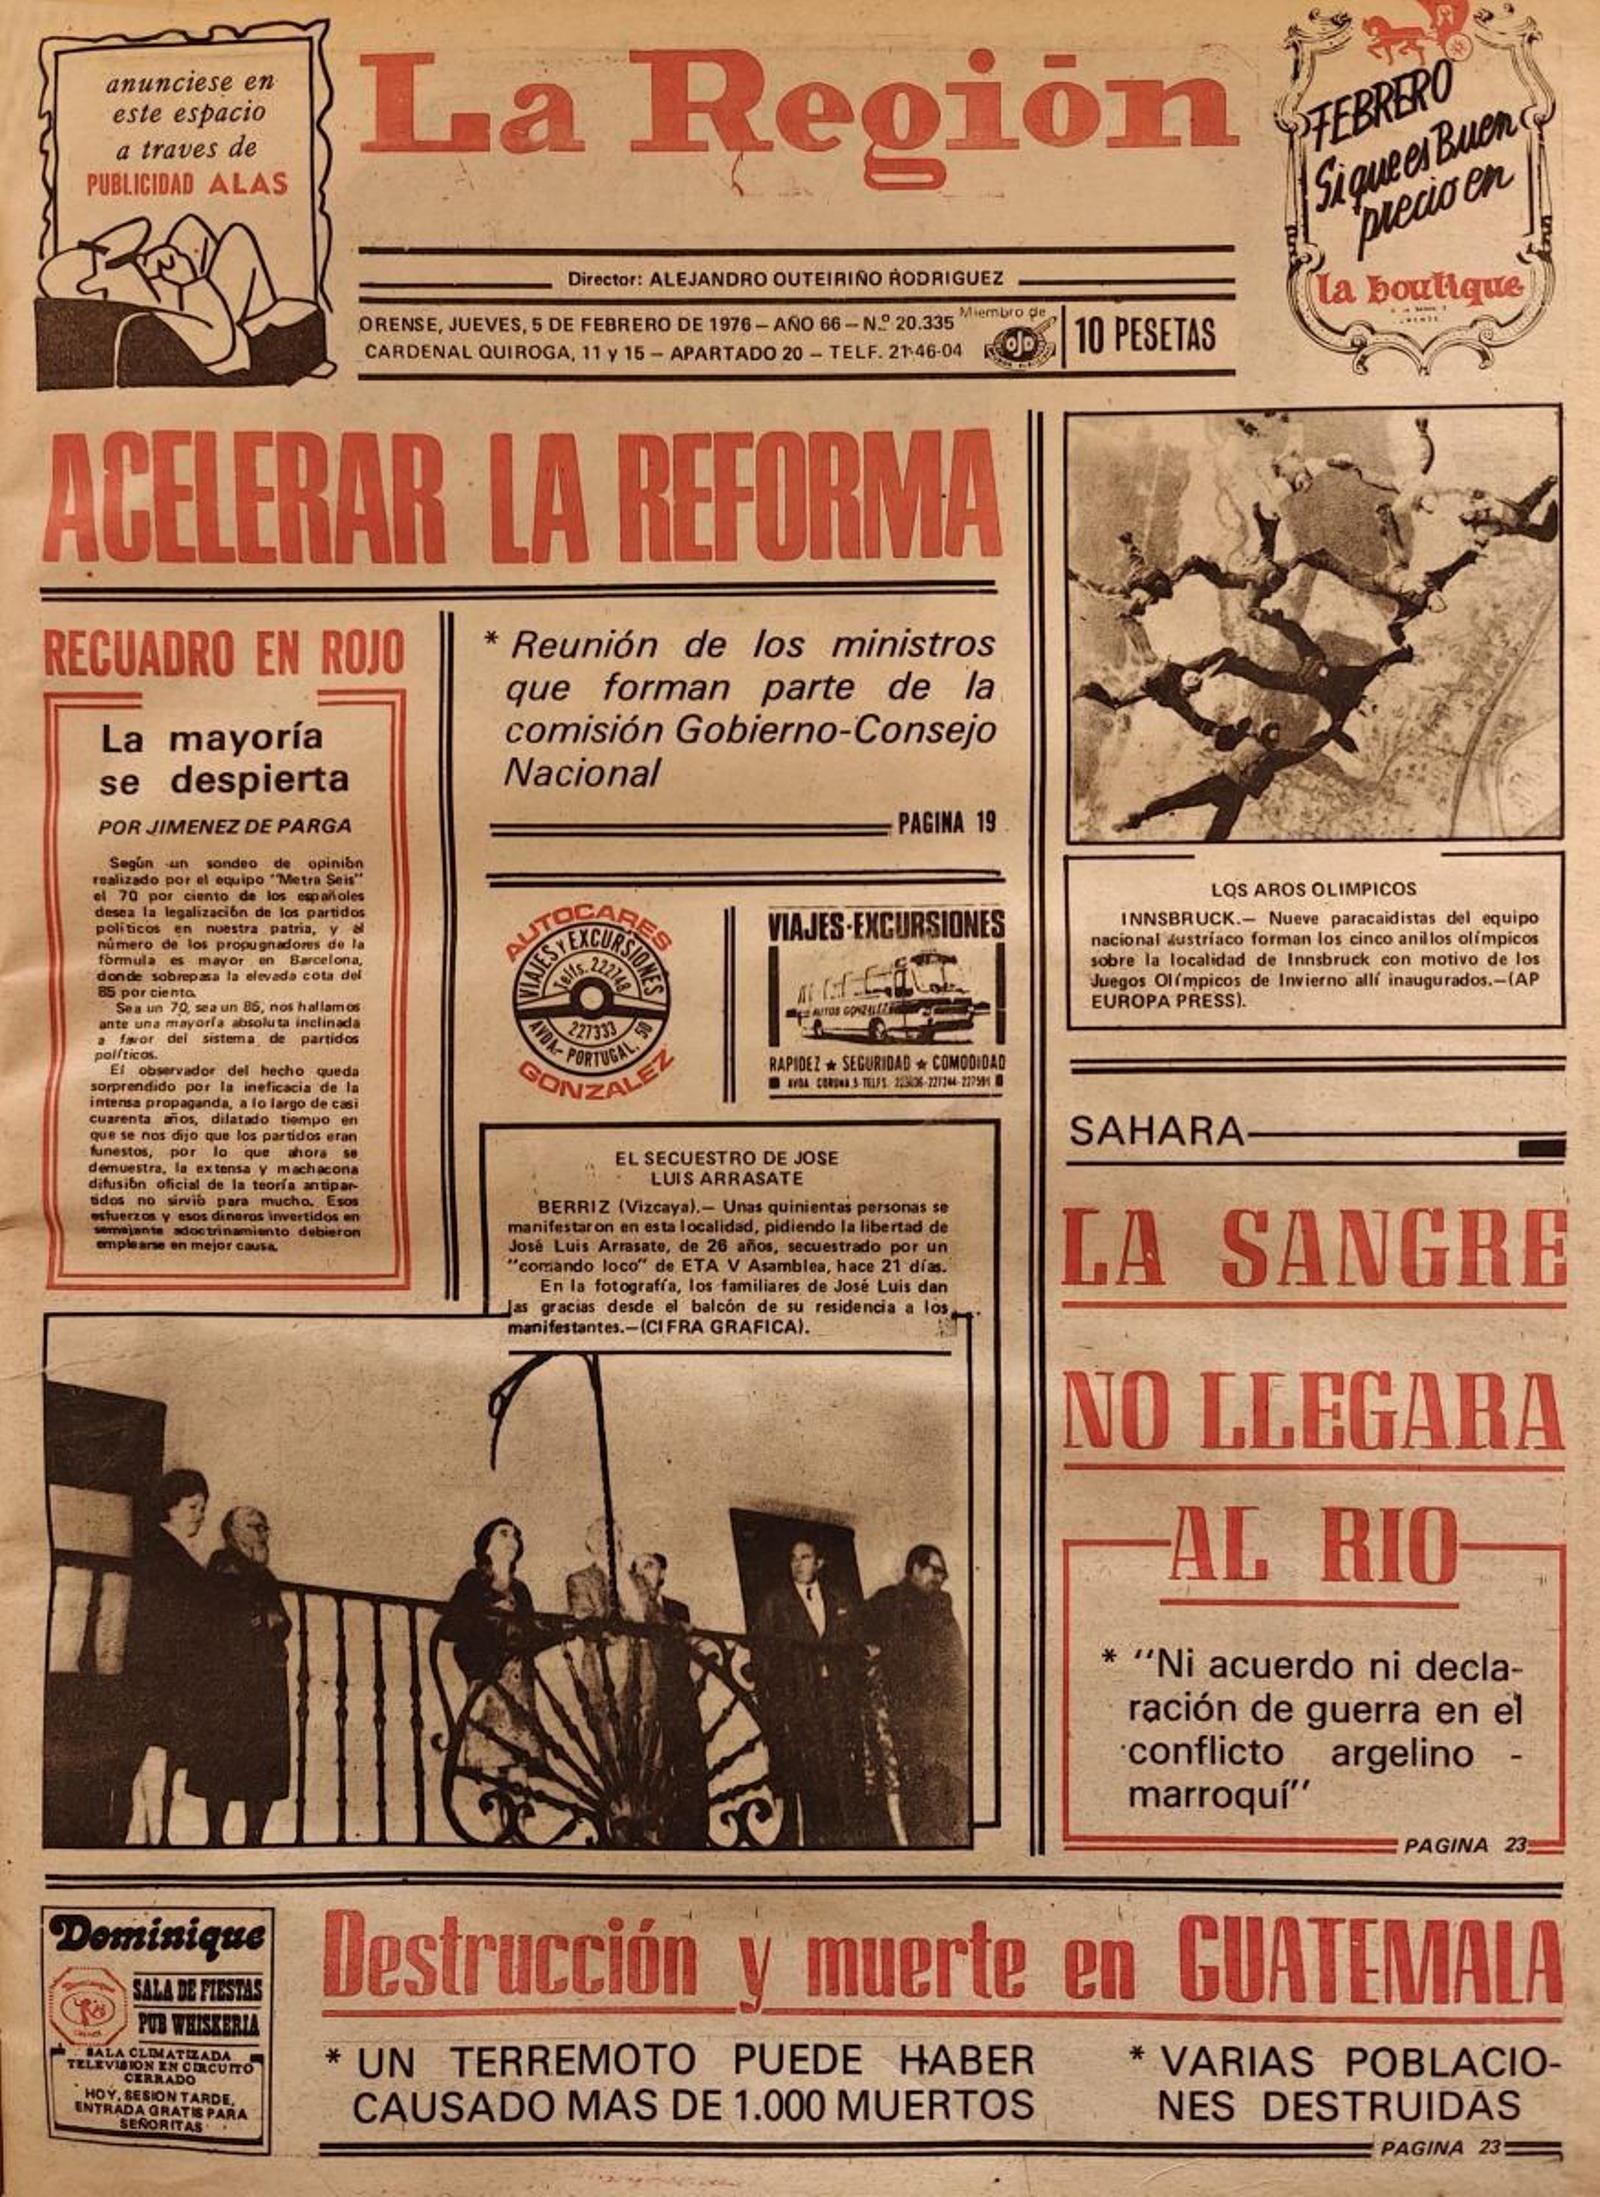 anunciese en
este espacio
a traves de
PUBLICIDAD ALAS
La Región
FEBRERO
Si que es Buen
precio en
la boutique
Director: ALEJANDRO OUTEIRIÑO RODRIGUEZ
ORENSE, JUEVES, 5 DE FEBRERO DE 1976 — AÑO 66 — N.º 20.335
CARDENAL QUIROGA, 11 y 15 — APARTADO 20 — TELF. 21-46-04
Miembro de
OJD
10 PESETAS
ACELERAR LA REFORMA
RECUADRO EN ROJO
La mayoría
se despierta
POR JIMENEZ DE PARGA
Según un sondeo de opinión
realizado por el equipo "Metra Seis"
el 70 por ciento de los españoles
desea la legalización de los partidos
políticos en nuestra patria, y el
número de los propugnadores de la
fórmula es mayor en Barcelona,
donde sobrepasa la elevada cota del
85 por ciento.
Sea un 70, sea un 85, nos hallamos
ante una mayoría absoluta inclinada
a favor del sistema de partidos
políticos.
El observador del hecho queda
sorprendido por la ineficacia de la
intensa propaganda, a lo largo de casi
cuarenta años, dilatado tiempo en
que se nos dijo que los partidos eran
funestos, por lo que ahora se
demuestra, la extensa y machacona
difusión oficial de la teoría antipar-
tidos no sirvió para mucho. Esos
esfuerzos y esos dineros invertidos en
semejante adoctrinamiento debieron
emplearse en mejor causa.
* Reunión de los ministros
que forman parte de la
comisión Gobierno-Consejo
Nacional
PAGINA 19
AUTOCARES
VIAJES Y EXCURSIONES
Telfs. 222748
227333
AVDA. PORTUGAL, 50
GONZALEZ
VIAJES-EXCURSIONES
AUTOS GONZALEZ
RAPIDEZ ★ SEGURIDAD ★ COMODIDAD
EL SECUESTRO DE JOSE
LUIS ARRASATE
BERRIZ (Vizcaya).— Unas quinientas personas se
manifestaron en esta localidad, pidiendo la libertad de
José Luis Arrasate, de 26 años, secuestrado por un
"comando loco" de ETA V Asamblea, hace 21 días.
En la fotografía, los familiares de José Luis dan
las gracias desde el balcón de su residencia a los
manifestantes.—(CIFRA GRAFICA).
LOS AROS OLIMPICOS
INNSBRUCK.— Nueve paracaidistas del equipo
nacional austríaco forman los cinco anillos olímpicos
sobre la localidad de Innsbruck con motivo de los
Juegos Olímpicos de Invierno allí inaugurados.—(AP
EUROPA PRESS).
SAHARA
LA SANGRE
NO LLEGARA
AL RIO
* "Ni acuerdo ni decla-
ración de guerra en el
conflicto argelino -
marroquí"
PAGINA 23
Dominique
SALA DE FIESTAS
PUB WHISKERIA
SALA CLIMATIZADA
TELEVISION EN CIRCUITO
CERRADO
HOY, SESION TARDE,
ENTRADA GRATIS PARA
SEÑORITAS
Destrucción y muerte en GUATEMALA
* UN TERREMOTO PUEDE HABER
CAUSADO MAS DE 1.000 MUERTOS
* VARIAS POBLACIO-
NES DESTRUIDAS
PAGINA 23